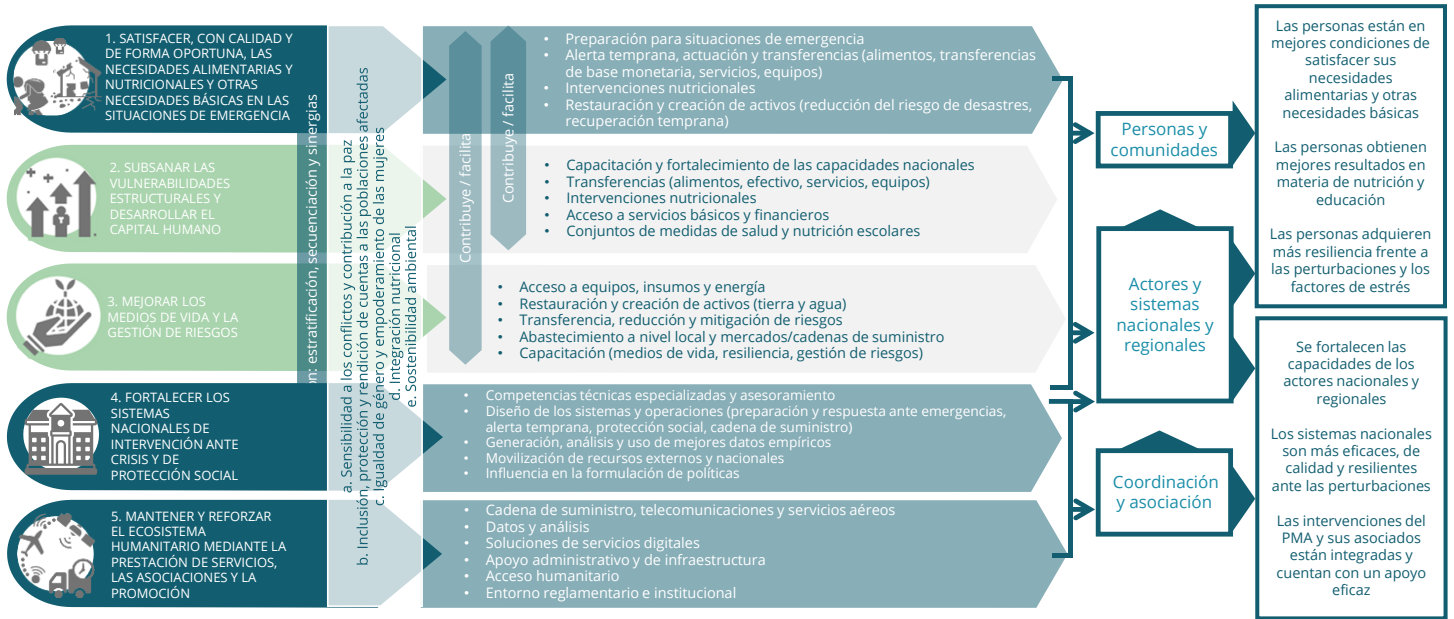 1. SATISFACER, CON CALIDAD Y
DE FORMA OPORTUNA, LAS
NECESIDADES ALIMENTARIAS Y
NUTRICIONALES Y OTRAS
NECESIDADES BÁSICAS EN LAS
SITUACIONES DE EMERGENCIA
2. SUBSANAR LAS
VULNERABILIDADES
ESTRUCTURALES Y
DESARROLLAR EL
CAPITAL HUMANO
3. MEJORAR LOS
MEDIOS DE VIDA Y LA
GESTIÓN DE RIESGOS
4. FORTALECER LOS
SISTEMAS
NACIONALES DE
INTERVENCIÓN ANTE
CRISIS Y DE
PROTECCIÓN SOCIAL
5. MANTENER Y REFORZAR
EL ECOSISTEMA
HUMANITARIO MEDIANTE LA
PRESTACIÓN DE SERVICIOS,
LAS ASOCIACIONES Y LA
PROMOCIÓN
ón: estratificación, secuenciación y sinergias
a. Sensibilidad a los conflictos y contribución a la paz
b. Inclusión, protección y rendición de cuentas a las poblaciones afectadas
c. Igualdad de género y empoderamiento de las mujeres
d. Integración nutricional
e. Sostenibilidad ambiental
Contribuye / facilita
Contribuye / facilita
• Preparación para situaciones de emergencia
• Alerta temprana, actuación y transferencias (alimentos, transferencias
de base monetaria, servicios, equipos)
• Intervenciones nutricionales
• Restauración y creación de activos (reducción del riesgo de desastres,
recuperación temprana)
• Capacitación y fortalecimiento de las capacidades nacionales
• Transferencias (alimentos, efectivo, servicios, equipos)
• Intervenciones nutricionales
• Acceso a servicios básicos y financieros
• Conjuntos de medidas de salud y nutrición escolares
• Acceso a equipos, insumos y energía
• Restauración y creación de activos (tierra y agua)
• Transferencia, reducción y mitigación de riesgos
• Abastecimiento a nivel local y mercados/cadenas de suministro
• Capacitación (medios de vida, resiliencia, gestión de riesgos)
• Competencias técnicas especializadas y asesoramiento
• Diseño de los sistemas y operaciones (preparación y respuesta ante emergencias,
alerta temprana, protección social, cadena de suministro)
• Generación, análisis y uso de mejores datos empíricos
• Movilización de recursos externos y nacionales
• Influencia en la formulación de políticas
• Cadena de suministro, telecomunicaciones y servicios aéreos
• Datos y análisis
• Soluciones de servicios digitales
• Apoyo administrativo y de infraestructura
• Acceso humanitario
• Entorno reglamentario e institucional
Personas y
comunidades
Actores y
sistemas
nacionales y
regionales
Coordinación
y asociación
Las personas están en
mejores condiciones de
satisfacer sus
necesidades
alimentarias y otras
necesidades básicas
Las personas obtienen
mejores resultados en
materia de nutrición y
educación
Las personas adquieren
más resiliencia frente a
las perturbaciones y los
factores de estrés
Se fortalecen las
capacidades de los
actores nacionales y
regionales
Los sistemas nacionales
son más eficaces, de
calidad y resilientes
ante las perturbaciones
Las intervenciones del
PMA y sus asociados
están integradas y
cuentan con un apoyo
eficaz